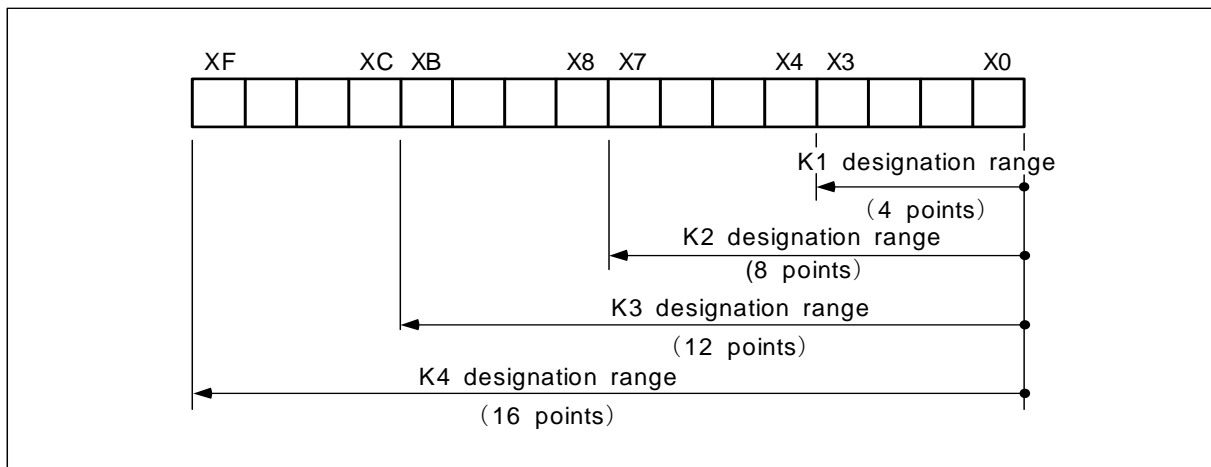 XF XC XB X8 X7 X4 X3 X0
K1 designation range
(4 points)
K2 designation range
(8 points)
K3 designation range
(12 points)
K4 designation range
(16 points)